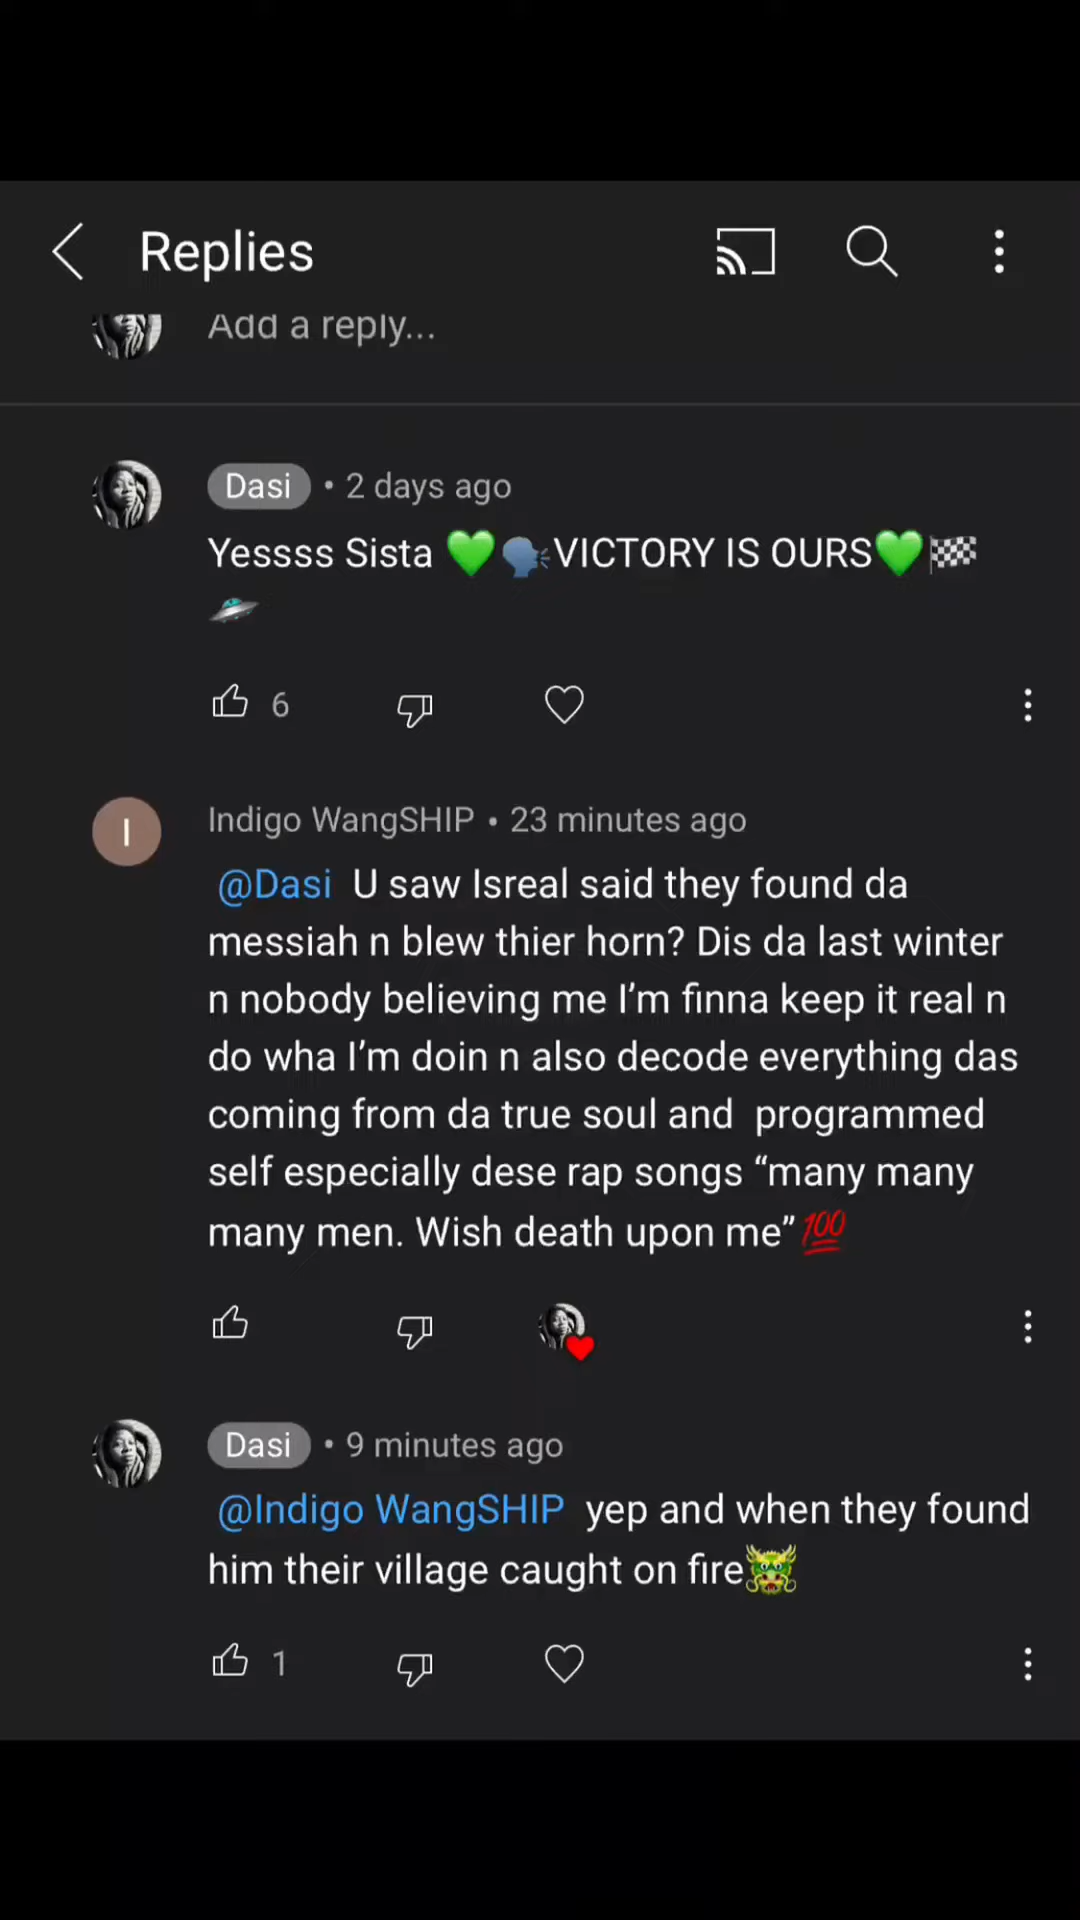 Replies
Add a reply...
Dasi • 2 days ago
Yessss Sista 💚🗣️VICTORY IS OURS💚🏁
🛸
6
I
Indigo WangSHIP • 23 minutes ago
@Dasi U saw Isreal said they found da
messiah n blew thier horn? Dis da last winter
n nobody believing me I’m finna keep it real n
do wha I’m doin n also decode everything das
coming from da true soul and programmed
self especially dese rap songs “many many
many men. Wish death upon me”💯
Dasi • 9 minutes ago
@Indigo WangSHIP yep and when they found
him their village caught on fire🐲
1